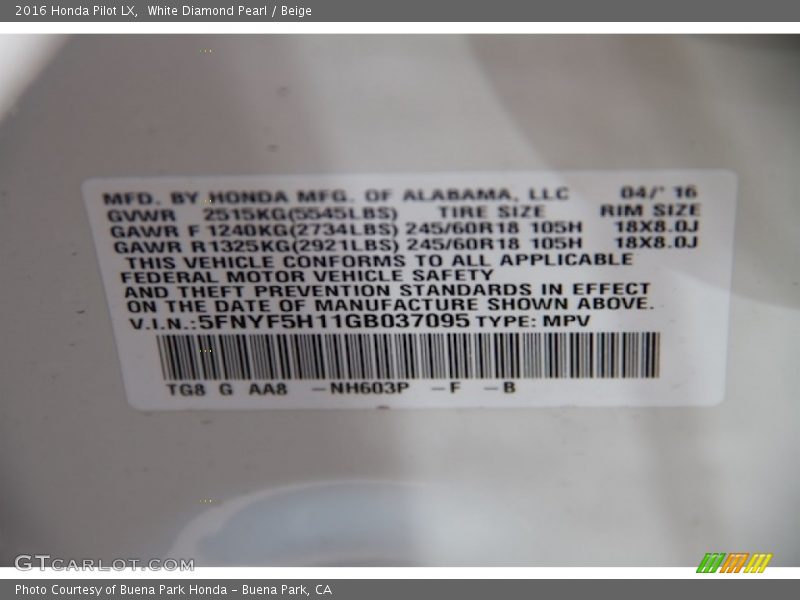 2016 Honda Pilot LX, White Diamond Pearl / Beige
MFD. BY HONDA MFG. OF ALABAMA, LLC 04/' 16
GVWR 2515KG(5545LBS) TIRE SIZE RIM SIZE
GAWR F 1240KG(2734LBS) 245/60R18 105H 18X8.0J
GAWR R1325KG(2921LBS) 245/60R18 105H 18X8.0J
THIS VEHICLE CONFORMS TO ALL APPLICABLE
FEDERAL MOTOR VEHICLE SAFETY
AND THEFT PREVENTION STANDARDS IN EFFECT
ON THE DATE OF MANUFACTURE SHOWN ABOVE.
V.I.N.:5FNYF5H11GB037095 TYPE: MPV
TG8 G AA8 -NH603P -F -B
GTCARLOT.COM
Photo Courtesy of Buena Park Honda - Buena Park, CA